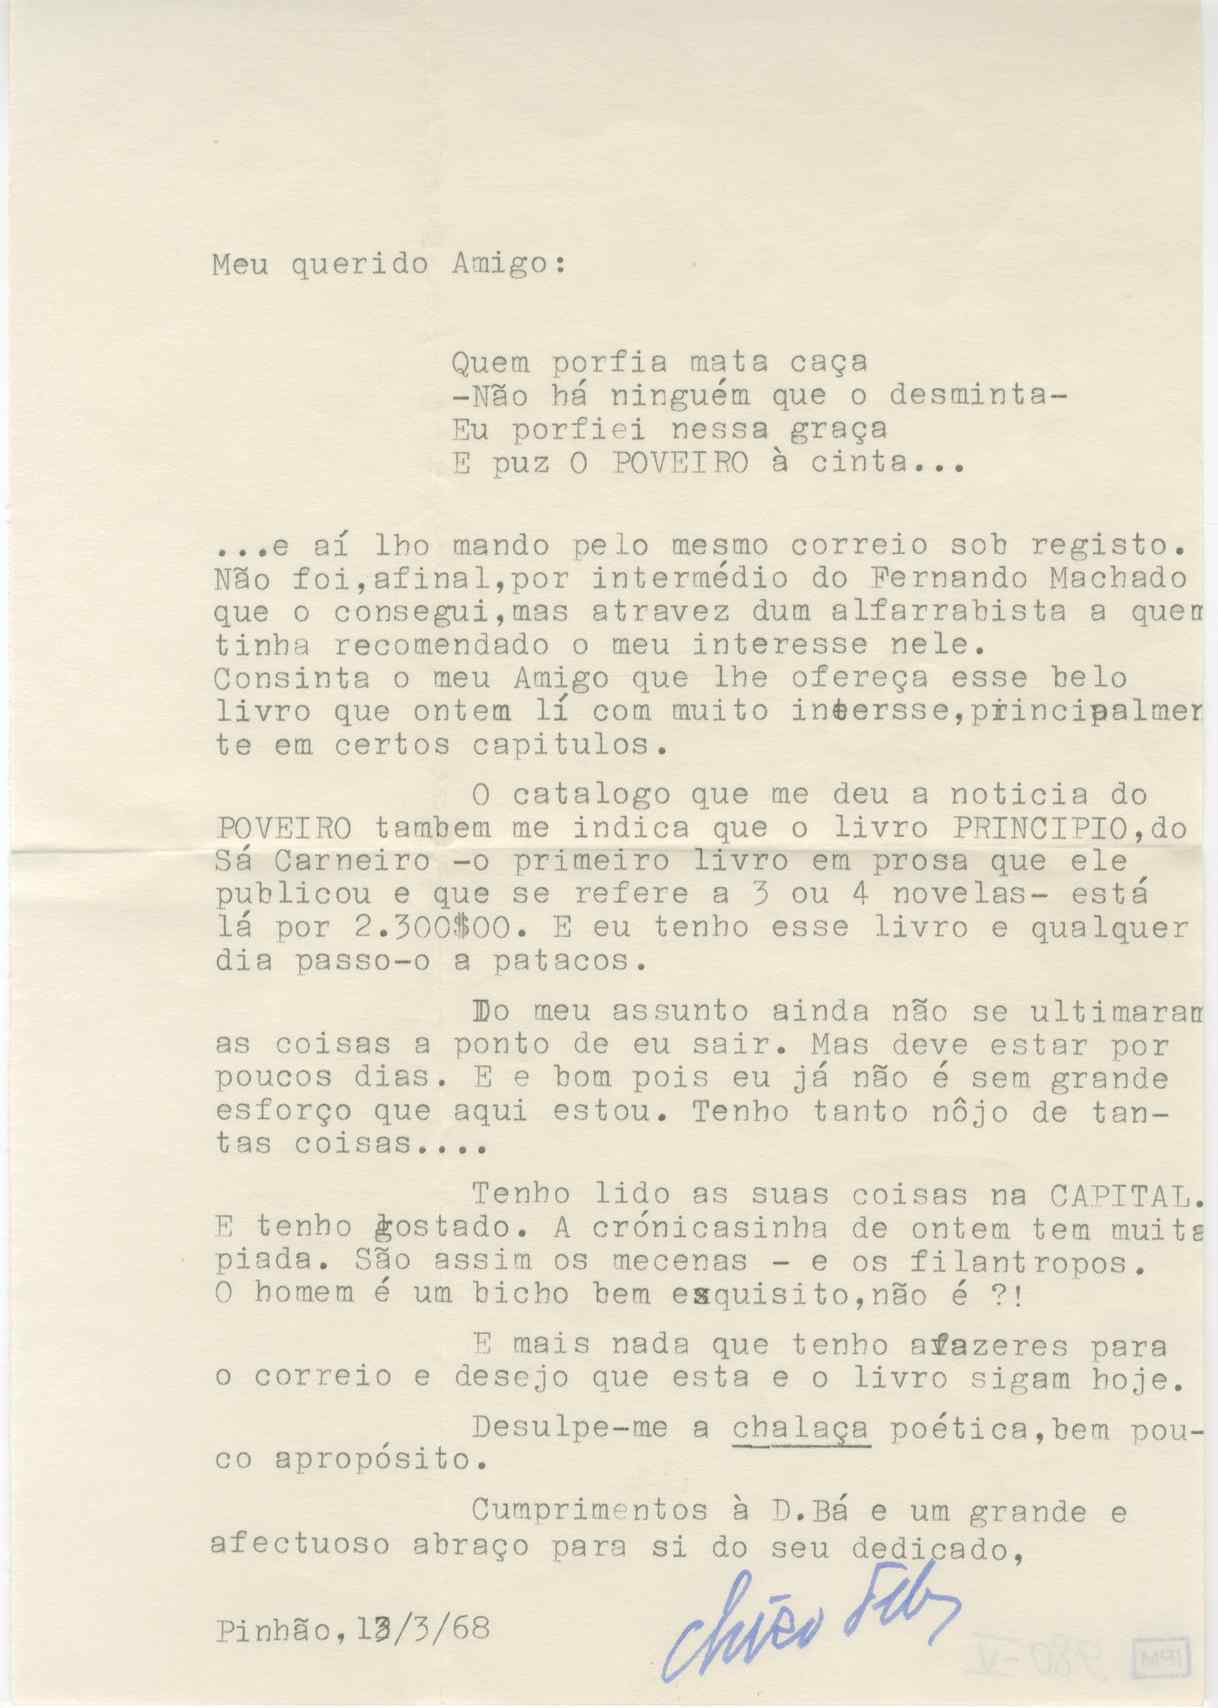 Meu querido Amigo:
Quem porfia mata caça
-Não há ninguém que o desminta-
Eu porfiei nessa graça
E puz O POVEIRO à cinta...
...e aí lho mando pelo mesmo correio sob registo.
Não foi,afinal,por intermédio do Fernando Machado
que o consegui,mas atravez dum alfarrabista a quem
tinha recomendado o meu interesse nele.
Consinta o meu Amigo que lhe ofereça esse belo
livro que ontem lí com muito intersse,principalmen
te em certos capitulos.
O catalogo que me deu a noticia do
POVEIRO tambem me indica que o livro PRINCIPIO,do
Sá Carneiro -o primeiro livro em prosa que ele
publicou e que se refere a 3 ou 4 novelas- está
lá por 2.300$00. E eu tenho esse livro e qualquer
dia passo-o a patacos.
Do meu assunto ainda não se ultimaram
as coisas a ponto de eu sair. Mas deve estar por
poucos dias. E e bom pois eu já não é sem grande
esforço que aqui estou. Tenho tanto nôjo de tan-
tas coisas....
Tenho lido as suas coisas na CAPITAL.
E tenho gostado. A crónicasinha de ontem tem muita
piada. São assim os mecenas - e os filantropos.
O homem é um bicho bem esquisito,não é ?!
E mais nada que tenho afazeres para
o correio e desejo que esta e o livro sigam hoje.
Desulpe-me a chalaça poética,bem pou-
co apropósito.
Cumprimentos à D.Bá e um grande e
afectuoso abraço para si do seu dedicado,
Chico
Pinhão,13/3/68